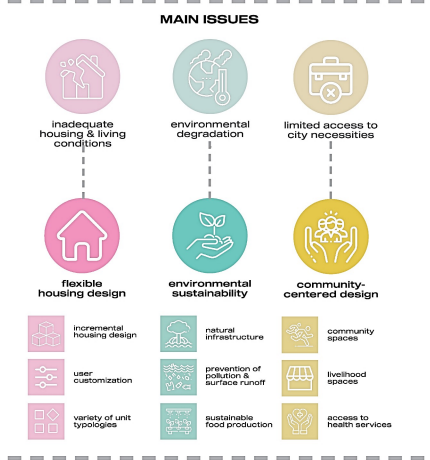 MAIN ISSUES
inadequate
housing & living
conditions
environmental
degradation
limited access to
city necessities
flexible
housing design
environmental
sustainability
community-
centered design
incremental
housing design
natural
infrastructure
community
spaces
user
customization
prevention of
pollution &
surface runoff
livelihood
spaces
variety of unit
typologies
sustainable
food production
access to
health services